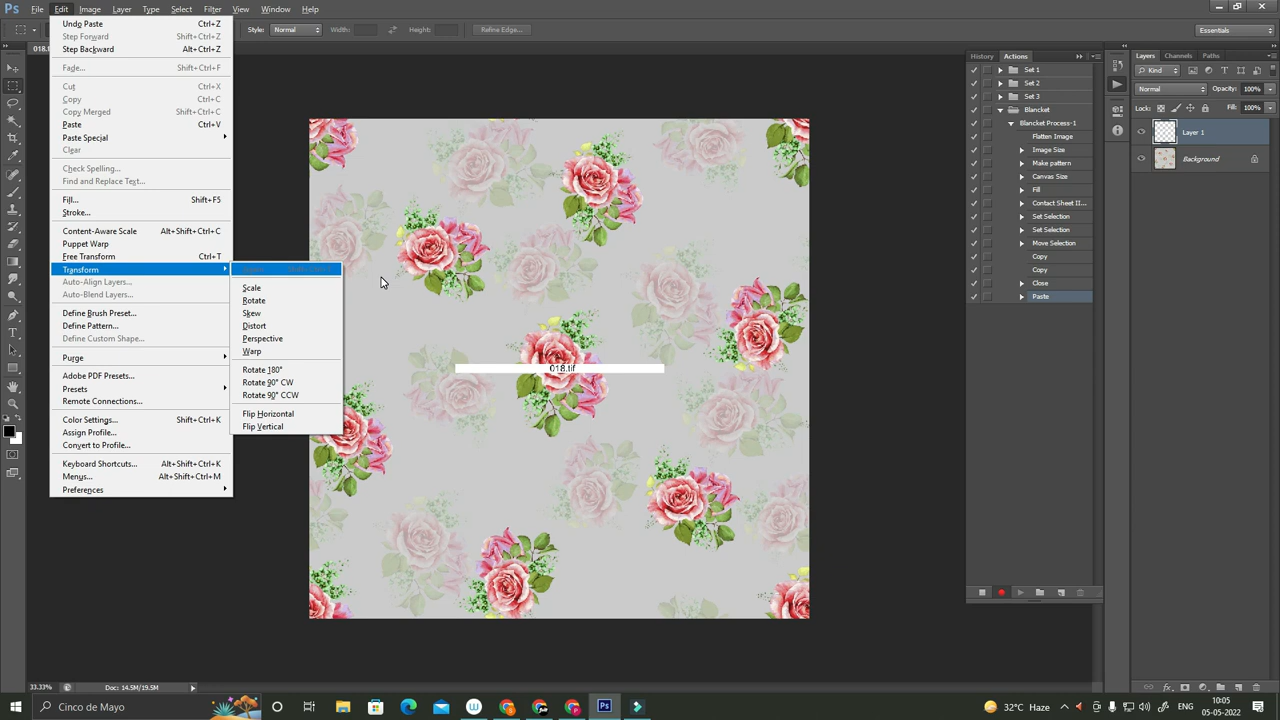 Ps File Edit Image Layer Type Select Filter 3D View Window Help
Style: Normal Width: Height: Refine Edge... Essentials
Undo Paste Ctrl+Z
Step Forward Shift+Ctrl+Z
Step Backward Alt+Ctrl+Z
Fade... Shift+Ctrl+F
Cut Ctrl+X
Copy Ctrl+C
Copy Merged Shift+Ctrl+C
Paste Ctrl+V
Paste Special
Clear
Check Spelling...
Find and Replace Text...
Fill... Shift+F5
Stroke...
Content-Aware Scale Alt+Shift+Ctrl+C
Puppet Warp
Free Transform Ctrl+T
Transform
Auto-Align Layers...
Auto-Blend Layers...
Define Brush Preset...
Define Pattern...
Define Custom Shape...
Purge
Adobe PDF Presets...
Presets
Remote Connections...
Color Settings... Shift+Ctrl+K
Assign Profile...
Convert to Profile...
Keyboard Shortcuts... Alt+Shift+Ctrl+K
Menus... Alt+Shift+Ctrl+M
Preferences
Scale
Rotate
Skew
Distort
Perspective
Warp
Rotate 180°
Rotate 90° CW
Rotate 90° CCW
Flip Horizontal
Flip Vertical
018.tif
History Actions
Set 1
Set 2
Set 3
Blancket
Blancket Process-1
Flatten Image
Image Size
Make pattern
Canvas Size
Fill
Contact Sheet II...
Set Selection
Set Selection
Move Selection
Copy
Copy
Close
Paste
Layers Channels Paths
Kind
Normal Opacity: 100%
Lock: Fill: 100%
Layer 1
Background
33.33% Doc: 14.5M/19.5M
Cinco de Mayo
32°C Haze
10:05
05-05-2022